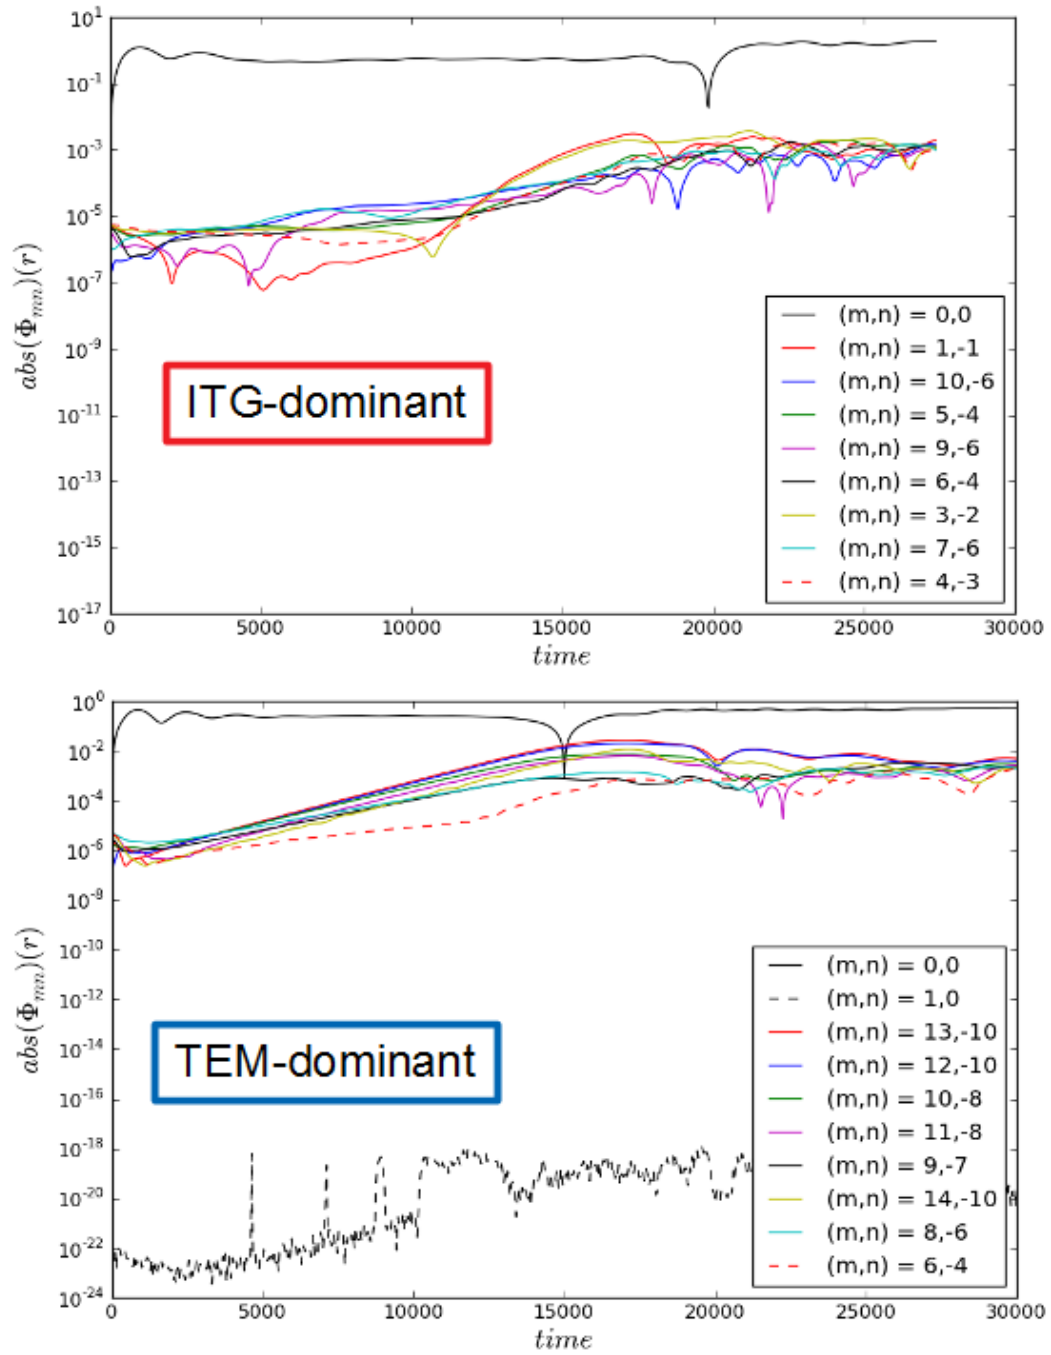 10^1
10^-1
10^-3
10^-5
10^-7
10^-9
10^-11
10^-13
10^-15
10^-17
abs(Φ_mn)(r)
ITG-dominant
(m,n) = 0,0
(m,n) = 1,-1
(m,n) = 10,-6
(m,n) = 5,-4
(m,n) = 9,-6
(m,n) = 6,-4
(m,n) = 3,-2
(m,n) = 7,-6
(m,n) = 4,-3
0 5000 10000 15000 20000 25000 30000
time
10^0
10^-2
10^-4
10^-6
10^-8
10^-10
10^-12
10^-14
10^-16
10^-18
10^-20
10^-22
10^-24
abs(Φ_mn)(r)
TEM-dominant
(m,n) = 0,0
(m,n) = 1,0
(m,n) = 13,-10
(m,n) = 12,-10
(m,n) = 10,-8
(m,n) = 11,-8
(m,n) = 9,-7
(m,n) = 14,-10
(m,n) = 8,-6
(m,n) = 6,-4
0 5000 10000 15000 20000 25000 30000
time